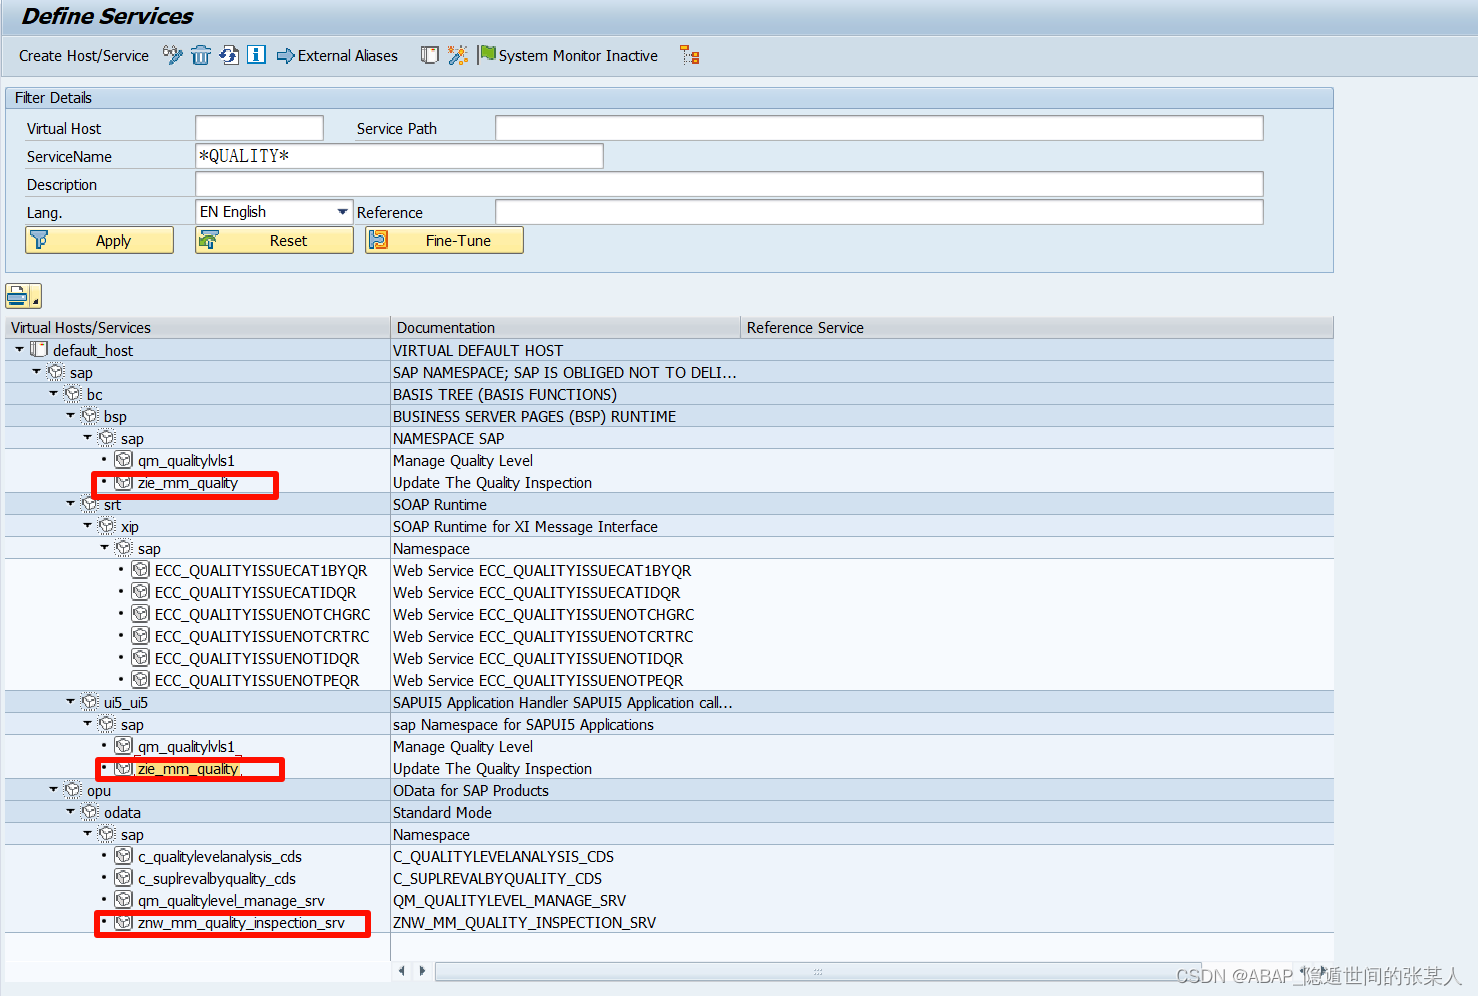 Define Services
Create Host/Service External Aliases System Monitor Inactive
Filter Details
Virtual Host Service Path
ServiceName *QUALITY*
Description
Lang. EN English Reference
Apply Reset Fine-Tune
Virtual Hosts/Services Documentation Reference Service
default_host VIRTUAL DEFAULT HOST
sap SAP NAMESPACE; SAP IS OBLIGED NOT TO DELI...
bc BASIS TREE (BASIS FUNCTIONS)
bsp BUSINESS SERVER PAGES (BSP) RUNTIME
sap NAMESPACE SAP
qm_qualitylvls1 Manage Quality Level
zie_mm_quality Update The Quality Inspection
srt SOAP Runtime
xip SOAP Runtime for XI Message Interface
sap Namespace
ECC_QUALITYISSUECAT1BYQR Web Service ECC_QUALITYISSUECAT1BYQR
ECC_QUALITYISSUECATIDQR Web Service ECC_QUALITYISSUECATIDQR
ECC_QUALITYISSUENOTCHGRC Web Service ECC_QUALITYISSUENOTCHGRC
ECC_QUALITYISSUENOTCRTRC Web Service ECC_QUALITYISSUENOTCRTRC
ECC_QUALITYISSUENOTIDQR Web Service ECC_QUALITYISSUENOTIDQR
ECC_QUALITYISSUENOTPEQR Web Service ECC_QUALITYISSUENOTPEQR
ui5_ui5 SAPUI5 Application Handler SAPUI5 Application call...
sap sap Namespace for SAPUI5 Applications
qm_qualitylvls1 Manage Quality Level
zie_mm_quality Update The Quality Inspection
opu OData for SAP Products
odata Standard Mode
sap Namespace
c_qualitylevelanalysis_cds C_QUALITYLEVELANALYSIS_CDS
c_suplrevalbyquality_cds C_SUPLREVALBYQUALITY_CDS
qm_qualitylevel_manage_srv QM_QUALITYLEVEL_MANAGE_SRV
znw_mm_quality_inspection_srv ZNW_MM_QUALITY_INSPECTION_SRV
CSDN @ABAP_隐遁世间的张某人